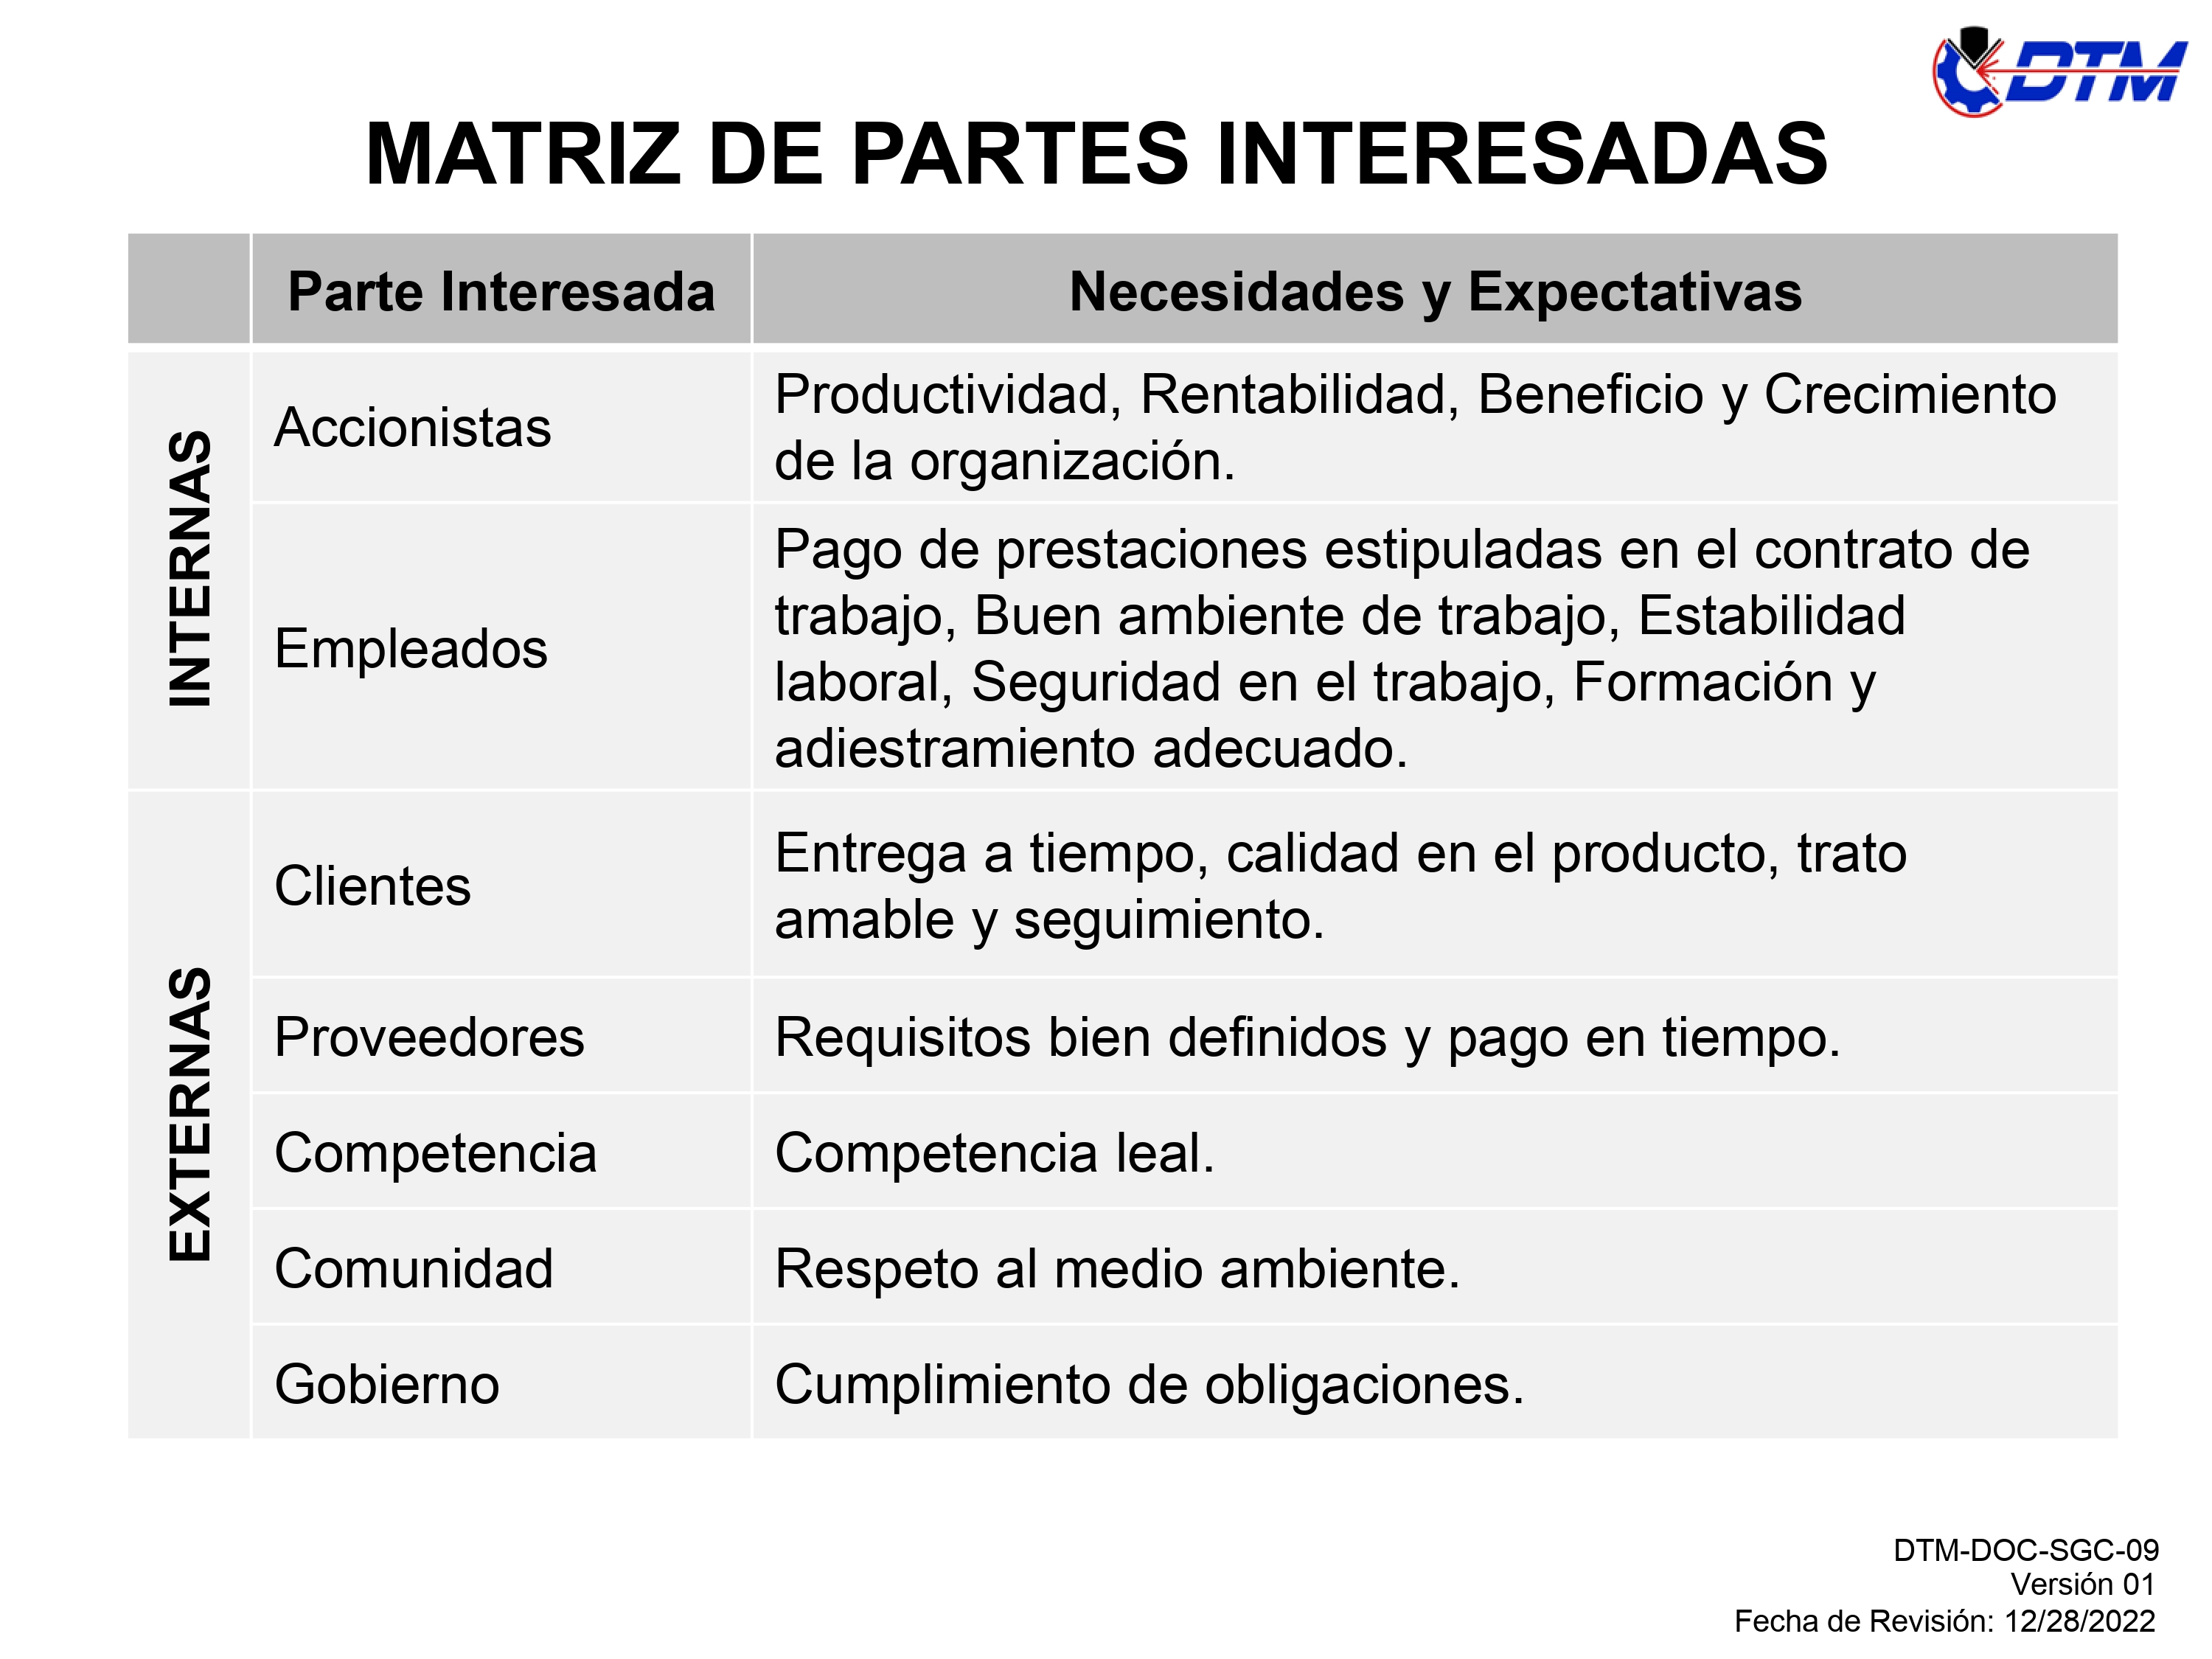 DTM
MATRIZ DE PARTES INTERESADAS
Parte Interesada
Necesidades y Expectativas
INTERNAS
Accionistas
Productividad, Rentabilidad, Beneficio y Crecimiento
de la organización.
Empleados
Pago de prestaciones estipuladas en el contrato de
trabajo, Buen ambiente de trabajo, Estabilidad
laboral, Seguridad en el trabajo, Formación y
adiestramiento adecuado.
EXTERNAS
Clientes
Entrega a tiempo, calidad en el producto, trato
amable y seguimiento.
Proveedores
Requisitos bien definidos y pago en tiempo.
Competencia
Competencia leal.
Comunidad
Respeto al medio ambiente.
Gobierno
Cumplimiento de obligaciones.
DTM-DOC-SGC-09
Versión 01
Fecha de Revisión: 12/28/2022